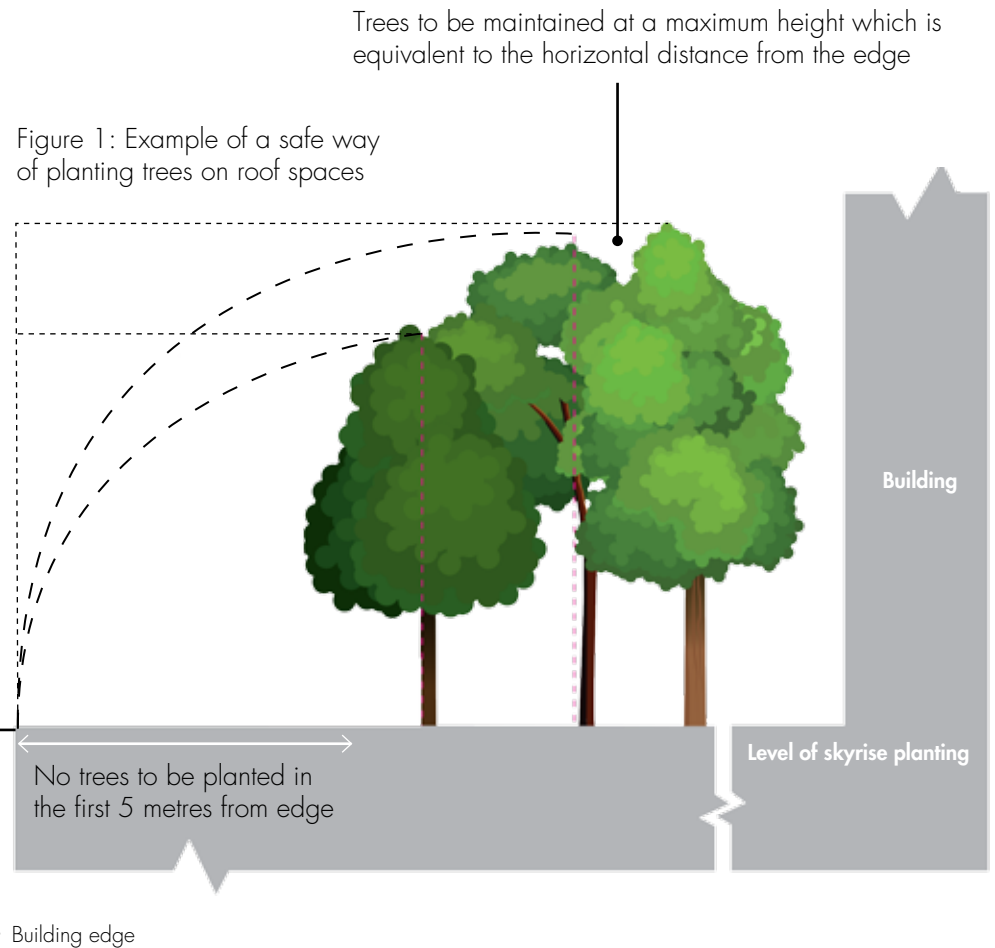 Trees to be maintained at a maximum height which is
equivalent to the horizontal distance from the edge
Figure 1: Example of a safe way
of planting trees on roof spaces
Building
Level of skyrise planting
No trees to be planted in
the first 5 metres from edge
Building edge